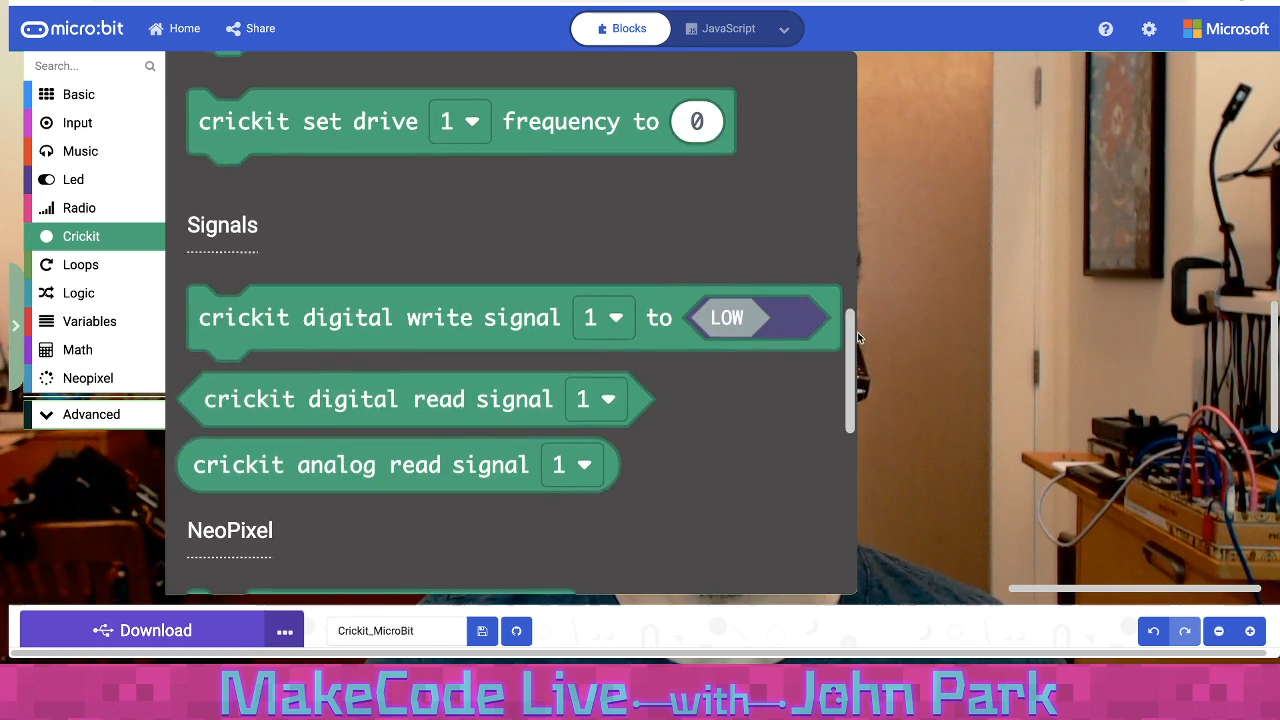 micro:bit
Home
Share
Blocks
JavaScript
Microsoft
Search...
Basic
Input
Music
Led
Radio
Crickit
Loops
Logic
Variables
Math
Neopixel
Advanced
crickit set drive 1 frequency to 0
Signals
crickit digital write signal 1 to LOW
crickit digital read signal 1
crickit analog read signal 1
NeoPixel
Download
Crickit_MicroBit
MakeCode Live with John Park